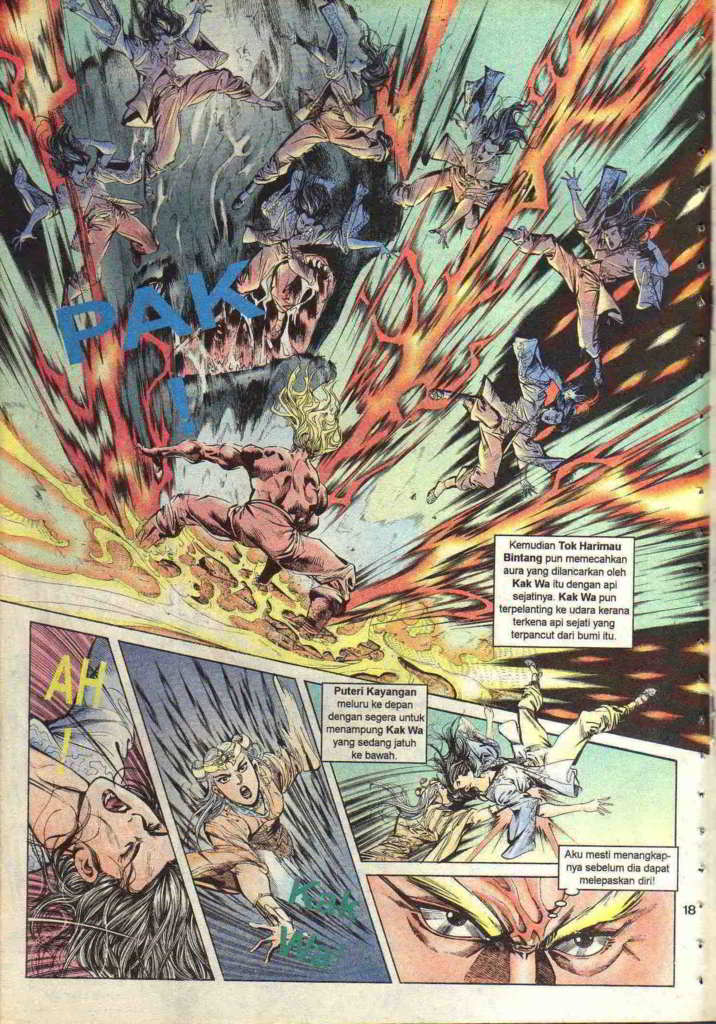 PAK
!
Kemudian Tok Harimau
Bintang pun memecahkan
aura yang dilancarkan oleh
Kak Wa itu dengan api
sejatinya. Kak Wa pun
terpelanting ke udara kerana
terkena api sejati yang
terpancut dari bumi itu.
AH
!
Puteri Kayangan
meluru ke depan
dengan segera untuk
menampung Kak Wa
yang sedang jatuh
ke bawah.
Kak
Wa!
Aku mesti menangkap-
nya sebelum dia dapat
melepaskan diri!
18